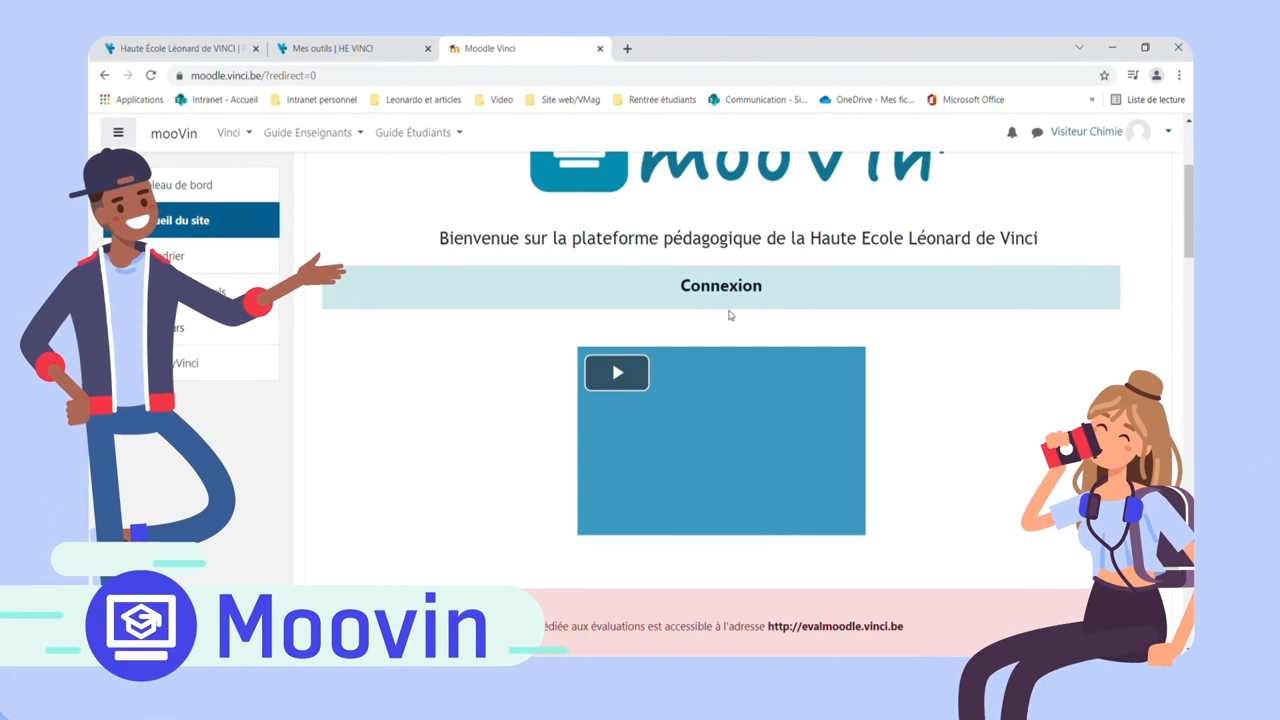 Haute École Léonard de VINCI |
Mes outils | HE VINCI
Moodle Vinci
moodle.vinci.be/?redirect=0
Applications
Intranet - Accueil
Intranet personnel
Leonardo et articles
Video
Site web/VMag
Rentrée étudiants
Communication - Si...
OneDrive - Mes fic...
Microsoft Office
»
Liste de lecture
mooVin
Vinci
Guide Enseignants
Guide Étudiants
Visiteur Chimie
leau de bord
ueil du site
drier
rs
Vinci
moovin
Bienvenue sur la plateforme pédagogique de la Haute Ecole Léonard de Vinci
Connexion
édiée aux évaluations est accessible à l'adresse http://evalmoodle.vinci.be
Moovin